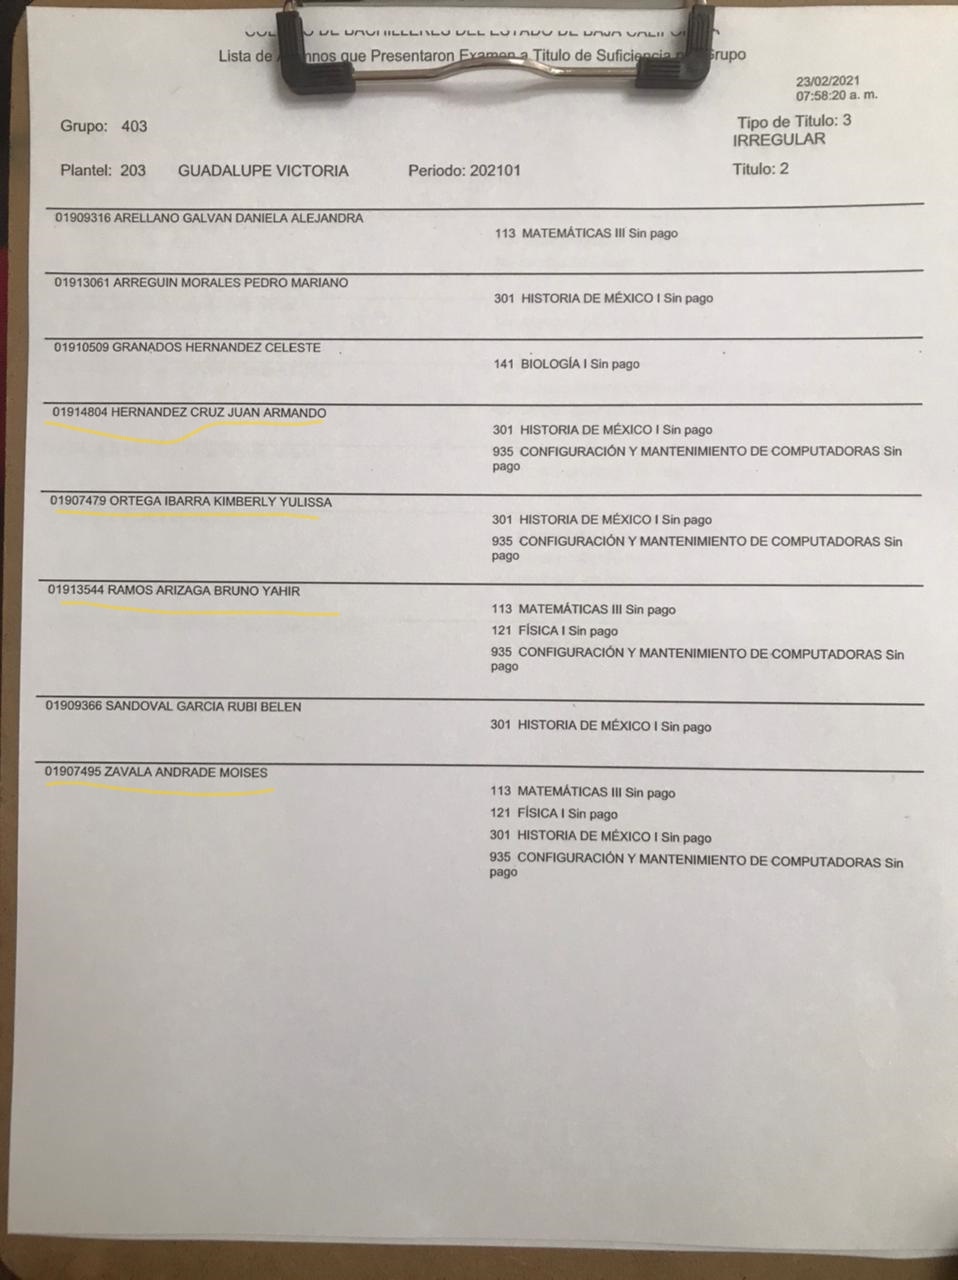 DE BACHILLERES DEL ESTADO DE BAJA CALIF
Lista de nnos que Presentaron Examen a Titulo de Suficiencia Grupo
23/02/2021
07:58:20 a. m.
Grupo: 403
Tipo de Titulo: 3
IRREGULAR
Plantel: 203 GUADALUPE VICTORIA Periodo: 202101 Titulo: 2
01909316 ARELLANO GALVAN DANIELA ALEJANDRA
113 MATEMÁTICAS III Sin pago
01913061 ARREGUIN MORALES PEDRO MARIANO
301 HISTORIA DE MÉXICO I Sin pago
01910509 GRANADOS HERNANDEZ CELESTE
141 BIOLOGÍA I Sin pago
01914804 HERNANDEZ CRUZ JUAN ARMANDO
301 HISTORIA DE MÉXICO I Sin pago
935 CONFIGURACIÓN Y MANTENIMIENTO DE COMPUTADORAS Sin
pago
01907479 ORTEGA IBARRA KIMBERLY YULISSA
301 HISTORIA DE MÉXICO I Sin pago
935 CONFIGURACIÓN Y MANTENIMIENTO DE COMPUTADORAS Sin
pago
01913544 RAMOS ARIZAGA BRUNO YAHIR
113 MATEMÁTICAS III Sin pago
121 FÍSICA I Sin pago
935 CONFIGURACIÓN Y MANTENIMIENTO DE COMPUTADORAS Sin
pago
01909366 SANDOVAL GARCIA RUBI BELEN
301 HISTORIA DE MÉXICO I Sin pago
01907495 ZAVALA ANDRADE MOISES
113 MATEMÁTICAS III Sin pago
121 FÍSICA I Sin pago
301 HISTORIA DE MÉXICO I Sin pago
935 CONFIGURACIÓN Y MANTENIMIENTO DE COMPUTADORAS Sin
pago